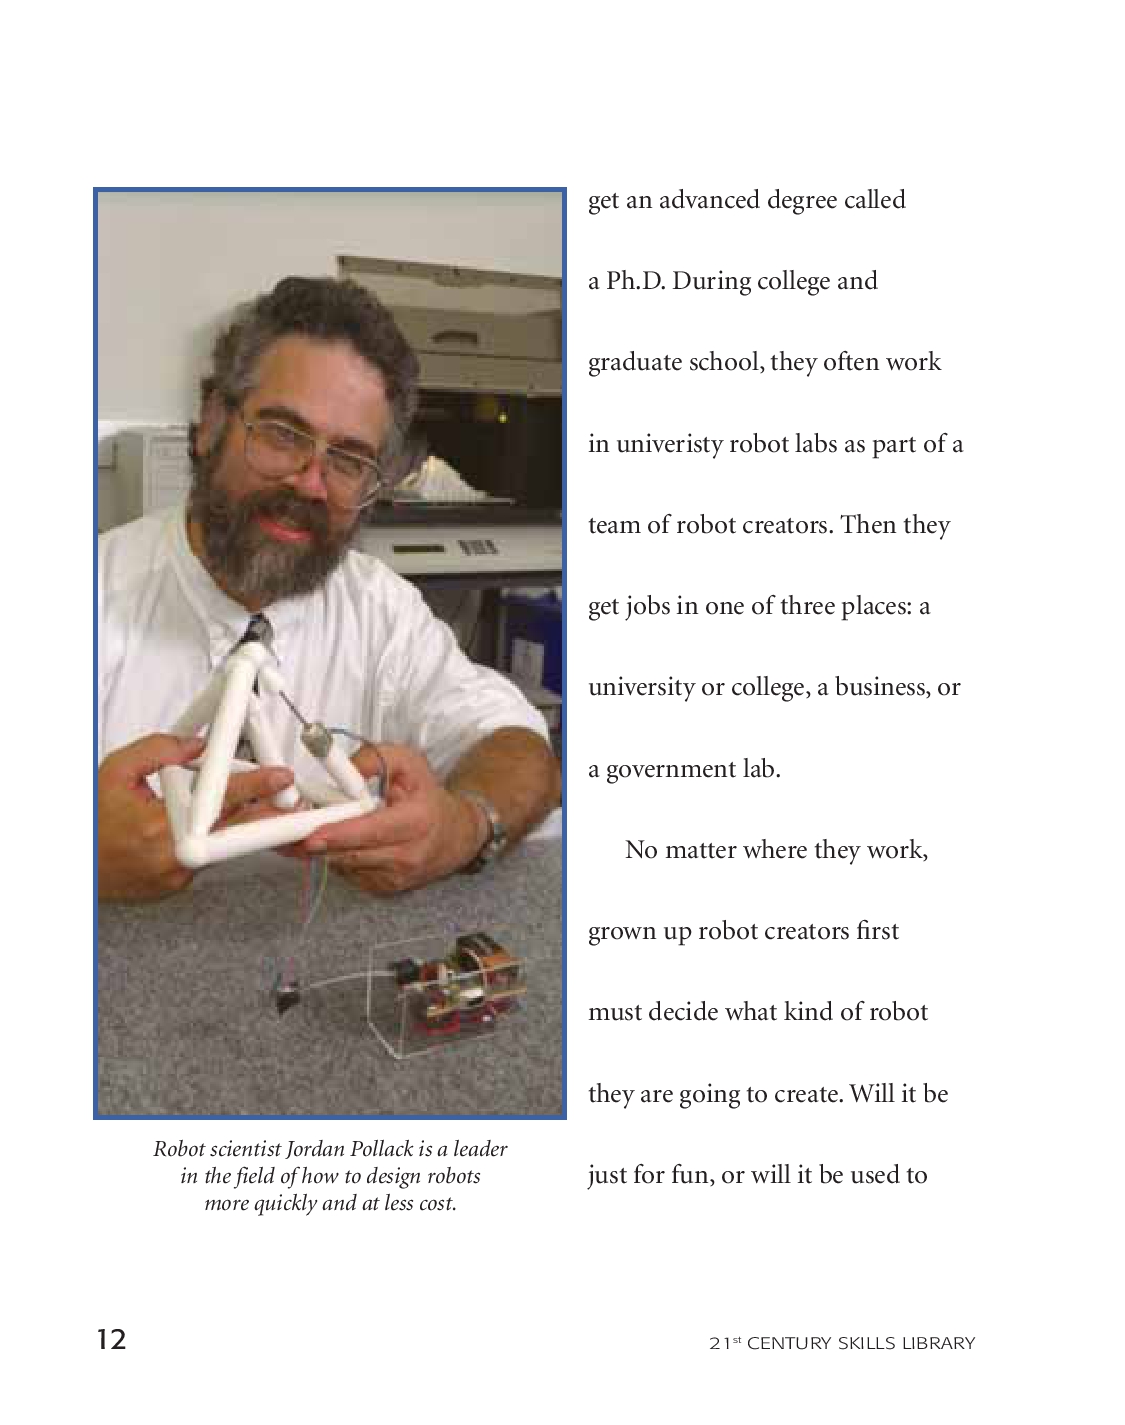 get an advanced degree called
a Ph.D. During college and
graduate school, they often work
in univeristy robot labs as part of a
team of robot creators. Then they
get jobs in one of three places: a
university or college, a business, or
a government lab.
No matter where they work,
grown up robot creators first
must decide what kind of robot
they are going to create. Will it be
just for fun, or will it be used to
Robot scientist Jordan Pollack is a leader
in the field of how to design robots
more quickly and at less cost.
12
21st CENTURY SKILLS LIBRARY